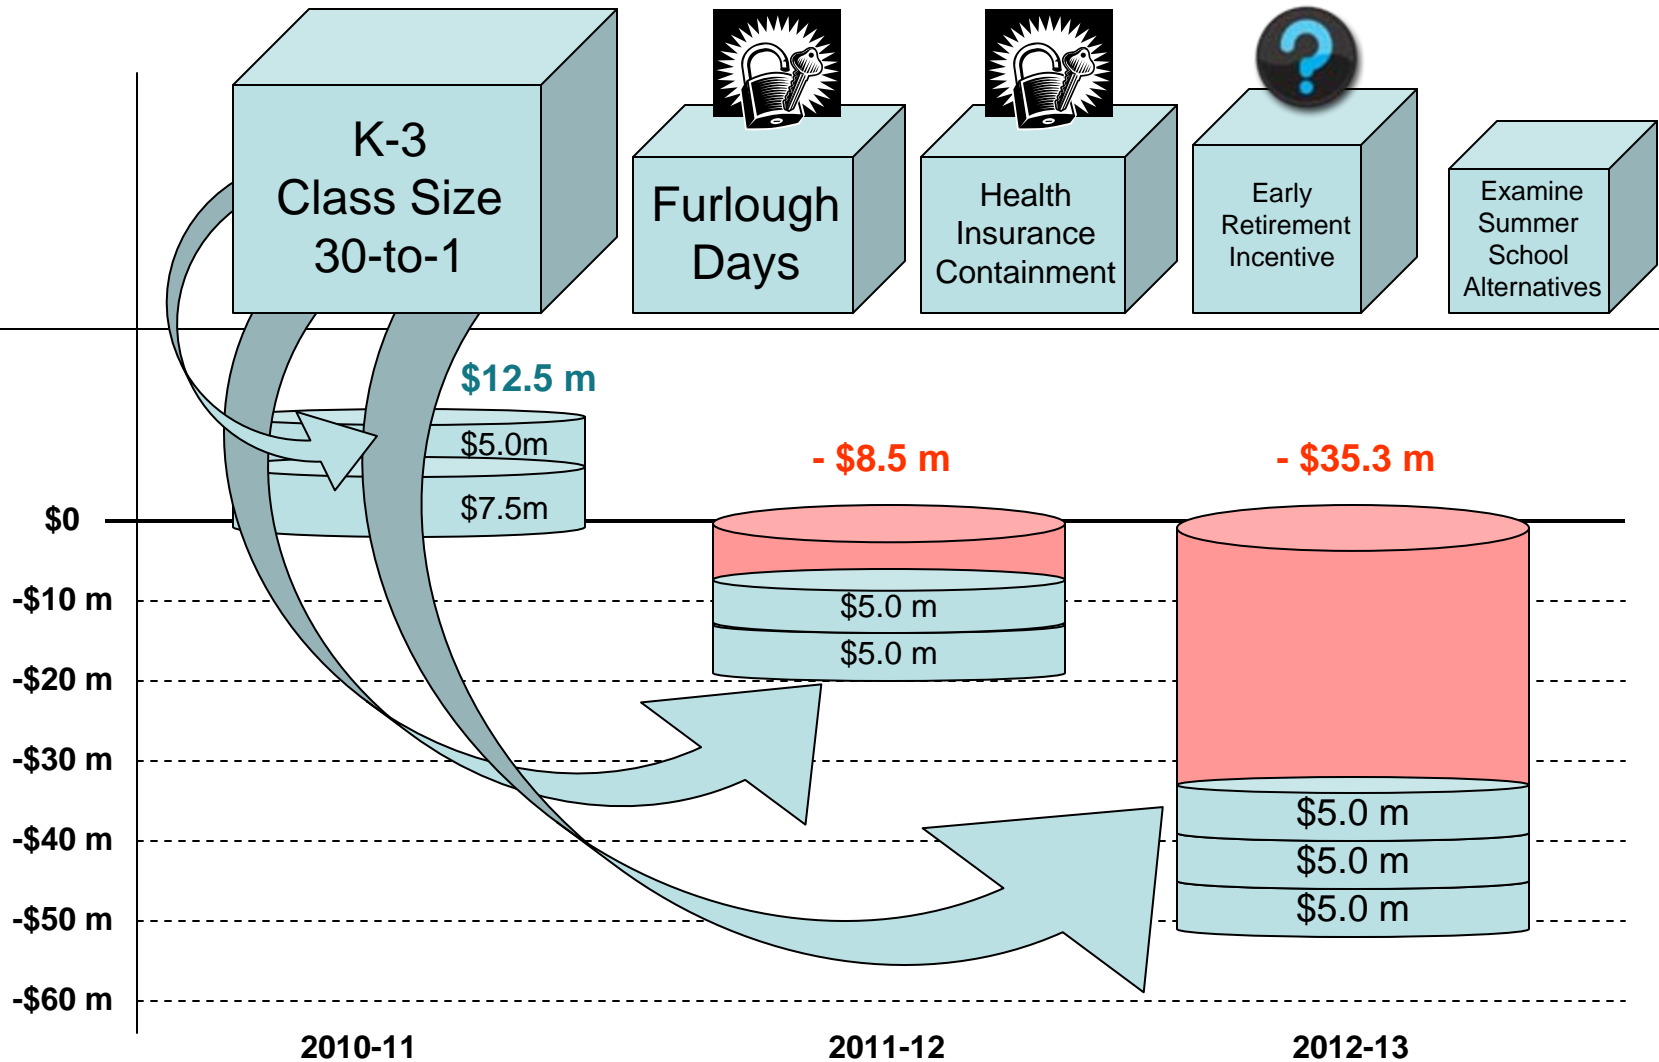 K-3
Class Size
30-to-1
Furlough
Days
Health
Insurance
Containment
?
Early
Retirement
Incentive
Examine
Summer
School
Alternatives
$12.5 m
$5.0m
$7.5m
- $8.5 m
- $35.3 m
$0
-$10 m
-$20 m
-$30 m
-$40 m
-$50 m
-$60 m
$5.0 m
$5.0 m
$5.0 m
$5.0 m
$5.0 m
2010-11
2011-12
2012-13